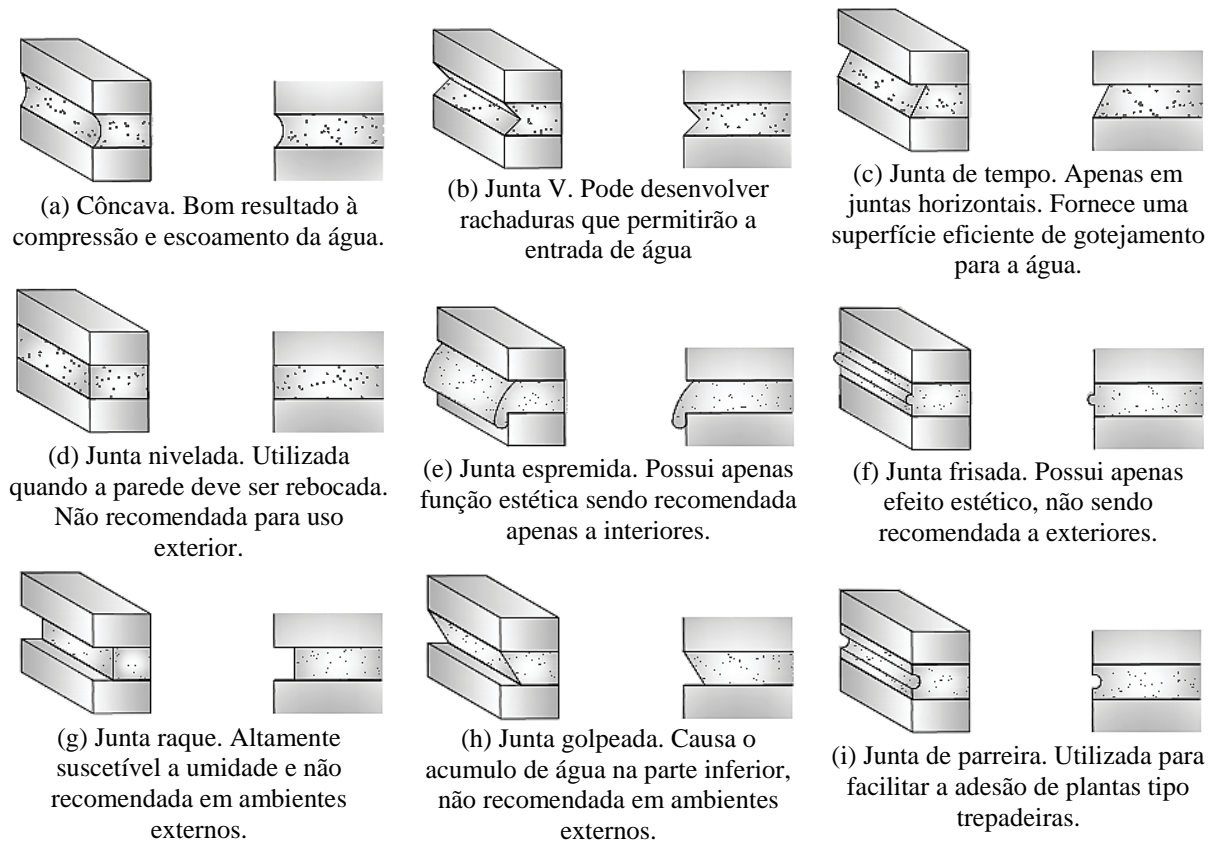 (a) Côncava. Bom resultado à
compressão e escoamento da água.
(b) Junta V. Pode desenvolver
rachaduras que permitirão a
entrada de água
(c) Junta de tempo. Apenas em
juntas horizontais. Fornece uma
superfície eficiente de gotejamento
para a água.
(d) Junta nivelada. Utilizada
quando a parede deve ser rebocada.
Não recomendada para uso
exterior.
(e) Junta espremida. Possui apenas
função estética sendo recomendada
apenas a interiores.
(f) Junta frisada. Possui apenas
efeito estético, não sendo
recomendada a exteriores.
(g) Junta raque. Altamente
suscetível a umidade e não
recomendada em ambientes
externos.
(h) Junta golpeada. Causa o
acumulo de água na parte inferior,
não recomendada em ambientes
externos.
(i) Junta de parreira. Utilizada para
facilitar a adesão de plantas tipo
trepadeiras.